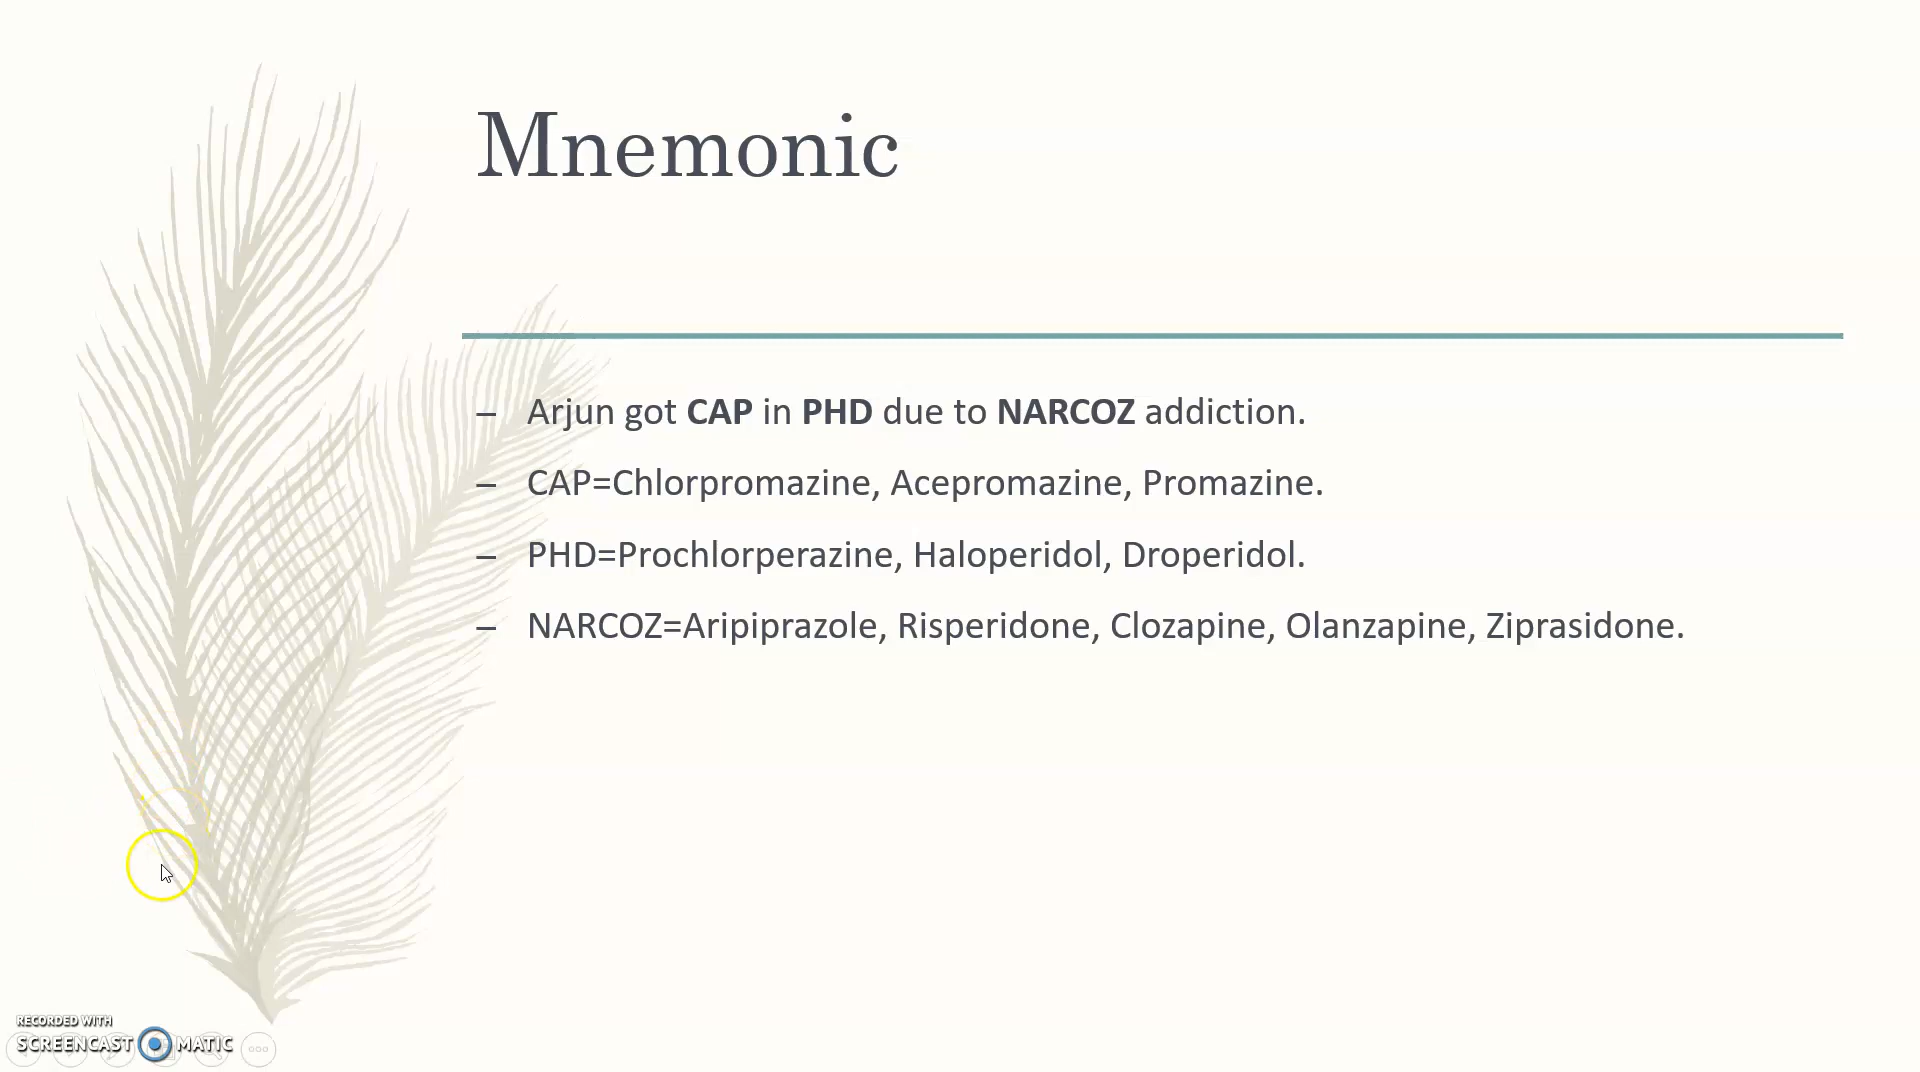 Mnemonic
– Arjun got CAP in PHD due to NARCOZ addiction.
– CAP=Chlorpromazine, Acepromazine, Promazine.
– PHD=Prochlorperazine, Haloperidol, Droperidol.
– NARCOZ=Aripiprazole, Risperidone, Clozapine, Olanzapine, Ziprasidone.
RECORDED WITH
SCREENCAST MATIC